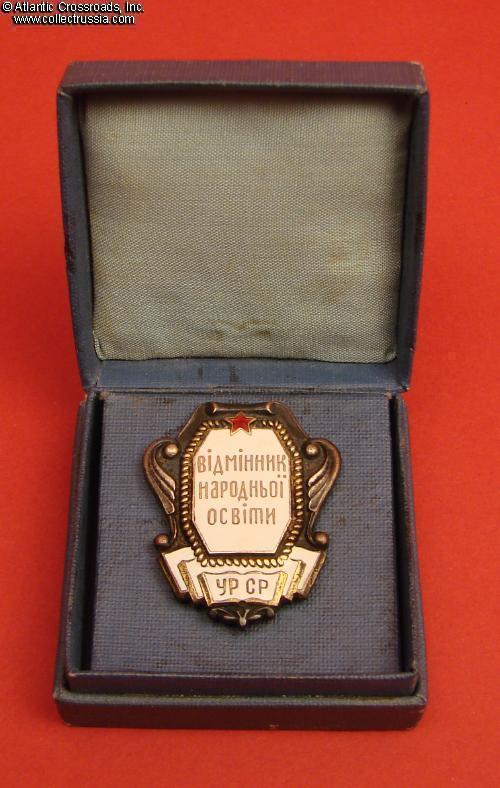 © Atlantic Crossroads, Inc.
www.collectrussia.com
ВІДМІННИК
НАРОДНЬОЇ
ОСВІТИ
УР СР